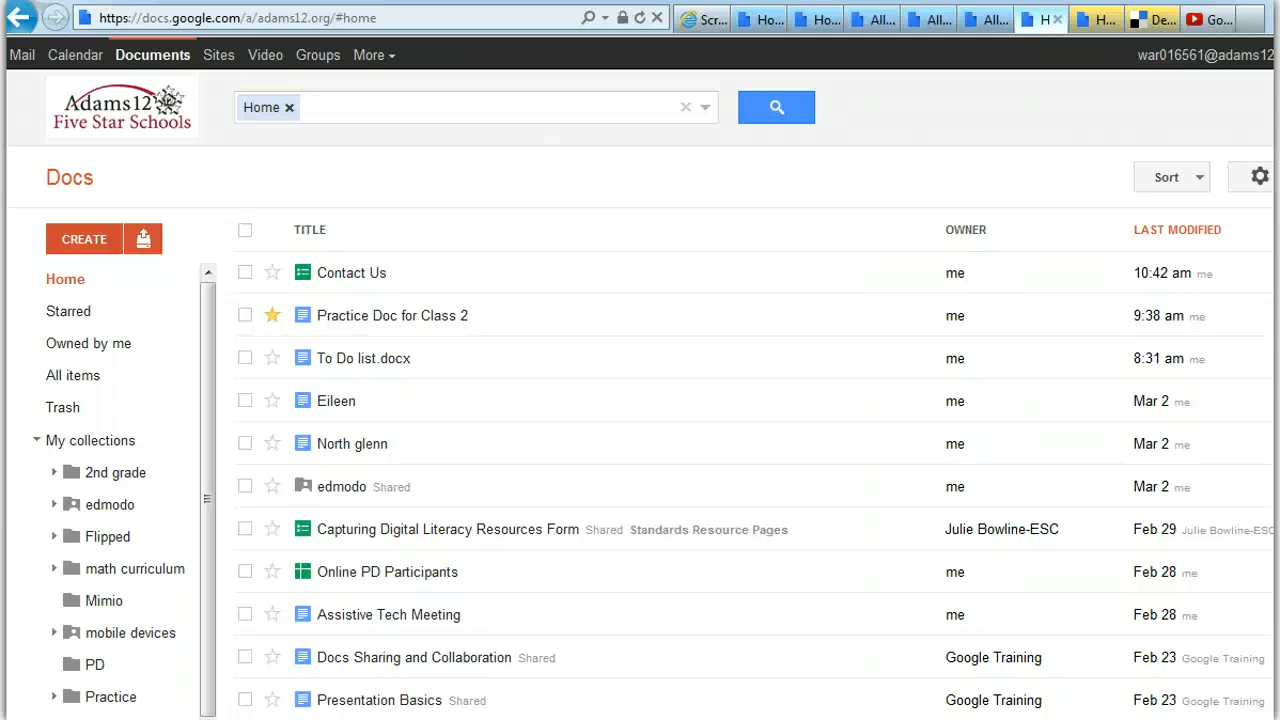 https://docs.google.com/a/adams12.org/#home
Scr... Ho... Ho... All... All... All... H Ho... De... Go...
Mail Calendar Documents Sites Video Groups More war016561@adams12
Adams12
Five Star Schools
Home
Docs
Sort
CREATE
TITLE OWNER LAST MODIFIED
Home
Contact Us me 10:42 am me
Starred
Practice Doc for Class 2 me 9:38 am me
Owned by me
To Do list.docx me 8:31 am me
All items
Eileen me Mar 2 me
Trash
My collections
North glenn me Mar 2 me
2nd grade
edmodo Shared me Mar 2 me
edmodo
Capturing Digital Literacy Resources Form Shared Standards Resource Pages Julie Bowline-ESC Feb 29 Julie Bowline-ESC
Flipped
math curriculum
Online PD Participants me Feb 28 me
Mimio
Assistive Tech Meeting me Feb 28 me
mobile devices
Docs Sharing and Collaboration Shared Google Training Feb 23 Google Training
PD
Practice
Presentation Basics Shared Google Training Feb 23 Google Training